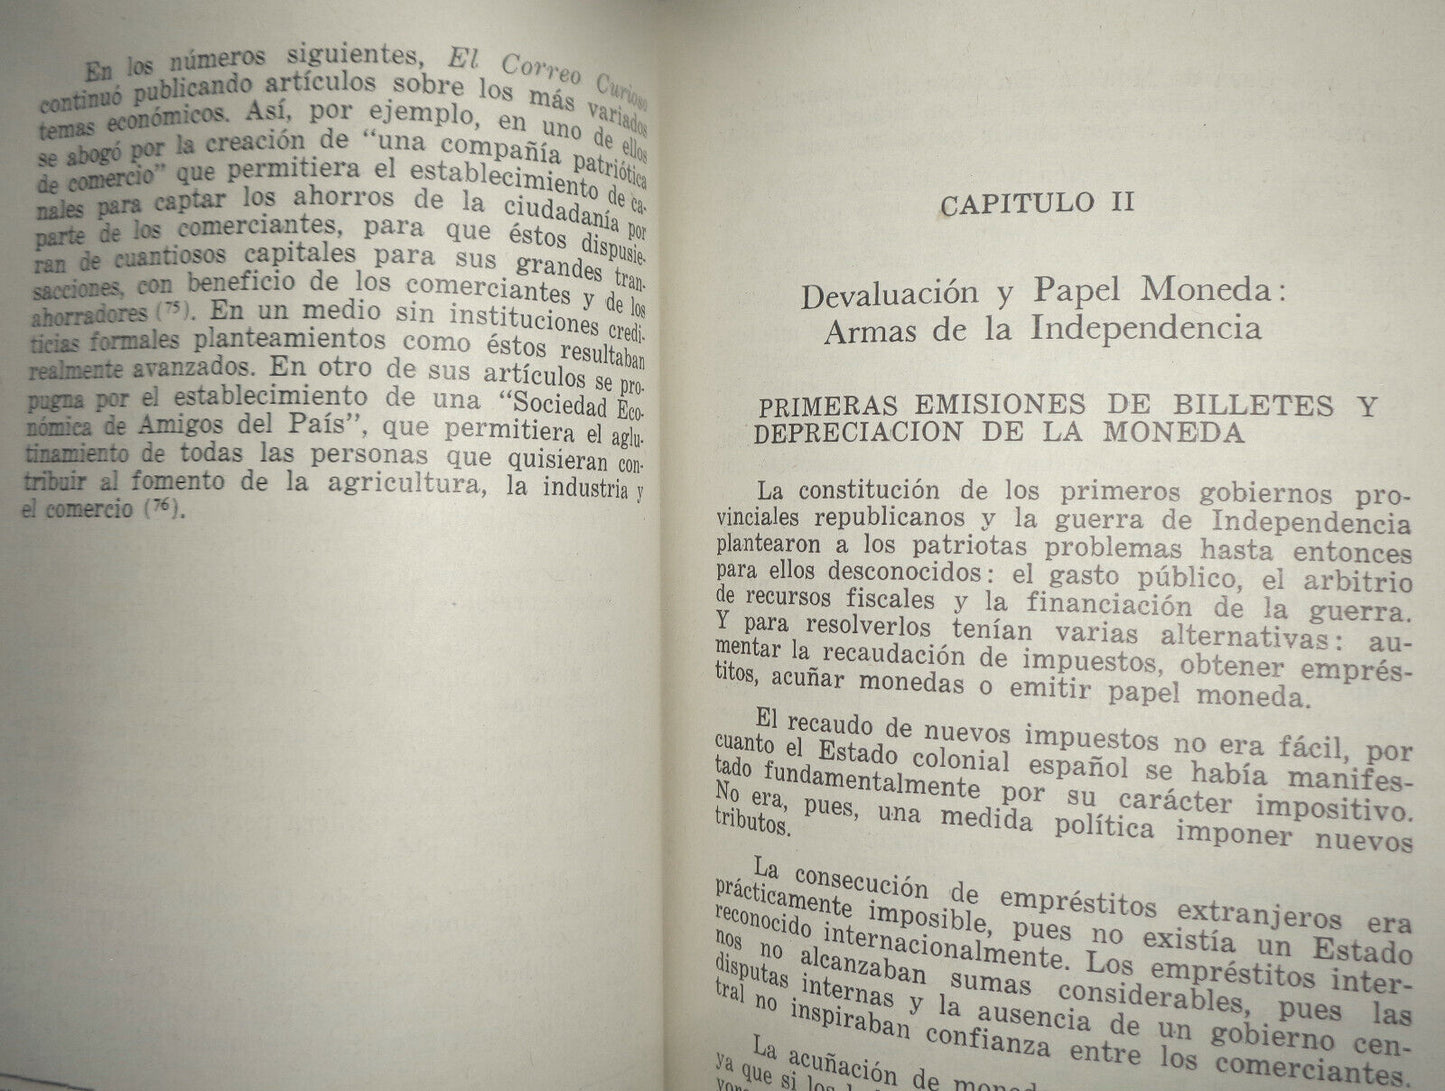 En los números siguientes, El Correo Curioso
continuó publicando artículos sobre los más variados
temas económicos. Así, por ejemplo, en uno de ellos
se abogó por la creación de “una compañía patriótica
de comercio” que permitiera el establecimiento de ca-
nales para captar los ahorros de la ciudadanía por
parte de los comerciantes, para que éstos dispusie-
ran de cuantiosos capitales para sus grandes tran-
sacciones, con beneficio de los comerciantes y de los
ahorradores (75). En un medio sin instituciones credi-
ticias formales planteamientos como éstos resultaban
realmente avanzados. En otro de sus artículos se pro-
pugna por el establecimiento de una “Sociedad Eco-
nómica de Amigos del País”, que permitiera el aglu-
tinamiento de todas las personas que quisieran con-
tribuir al fomento de la agricultura, la industria y
el comercio (76).
CAPITULO II
Devaluación y Papel Moneda:
Armas de la Independencia
PRIMERAS EMISIONES DE BILLETES Y
DEPRECIACION DE LA MONEDA
La constitución de los primeros gobiernos pro-
vinciales republicanos y la guerra de Independencia
plantearon a los patriotas problemas hasta entonces
para ellos desconocidos: el gasto público, el arbitrio
de recursos fiscales y la financiación de la guerra.
Y para resolverlos tenían varias alternativas: au-
mentar la recaudación de impuestos, obtener emprés-
titos, acuñar monedas o emitir papel moneda.
El recaudo de nuevos impuestos no era fácil, por
cuanto el Estado colonial español se había manifes-
tado fundamentalmente por su carácter impositivo.
No era, pues, una medida política imponer nuevos
tributos.
La consecución de empréstitos extranjeros era
prácticamente imposible, pues no existía un Estado
reconocido internacionalmente. Los empréstitos inter-
nos no alcanzaban sumas considerables, pues las
disputas internas y la ausencia de un gobierno cen-
tral no inspiraban confianza entre los comerciantes.
La acuñación de
ya que si los